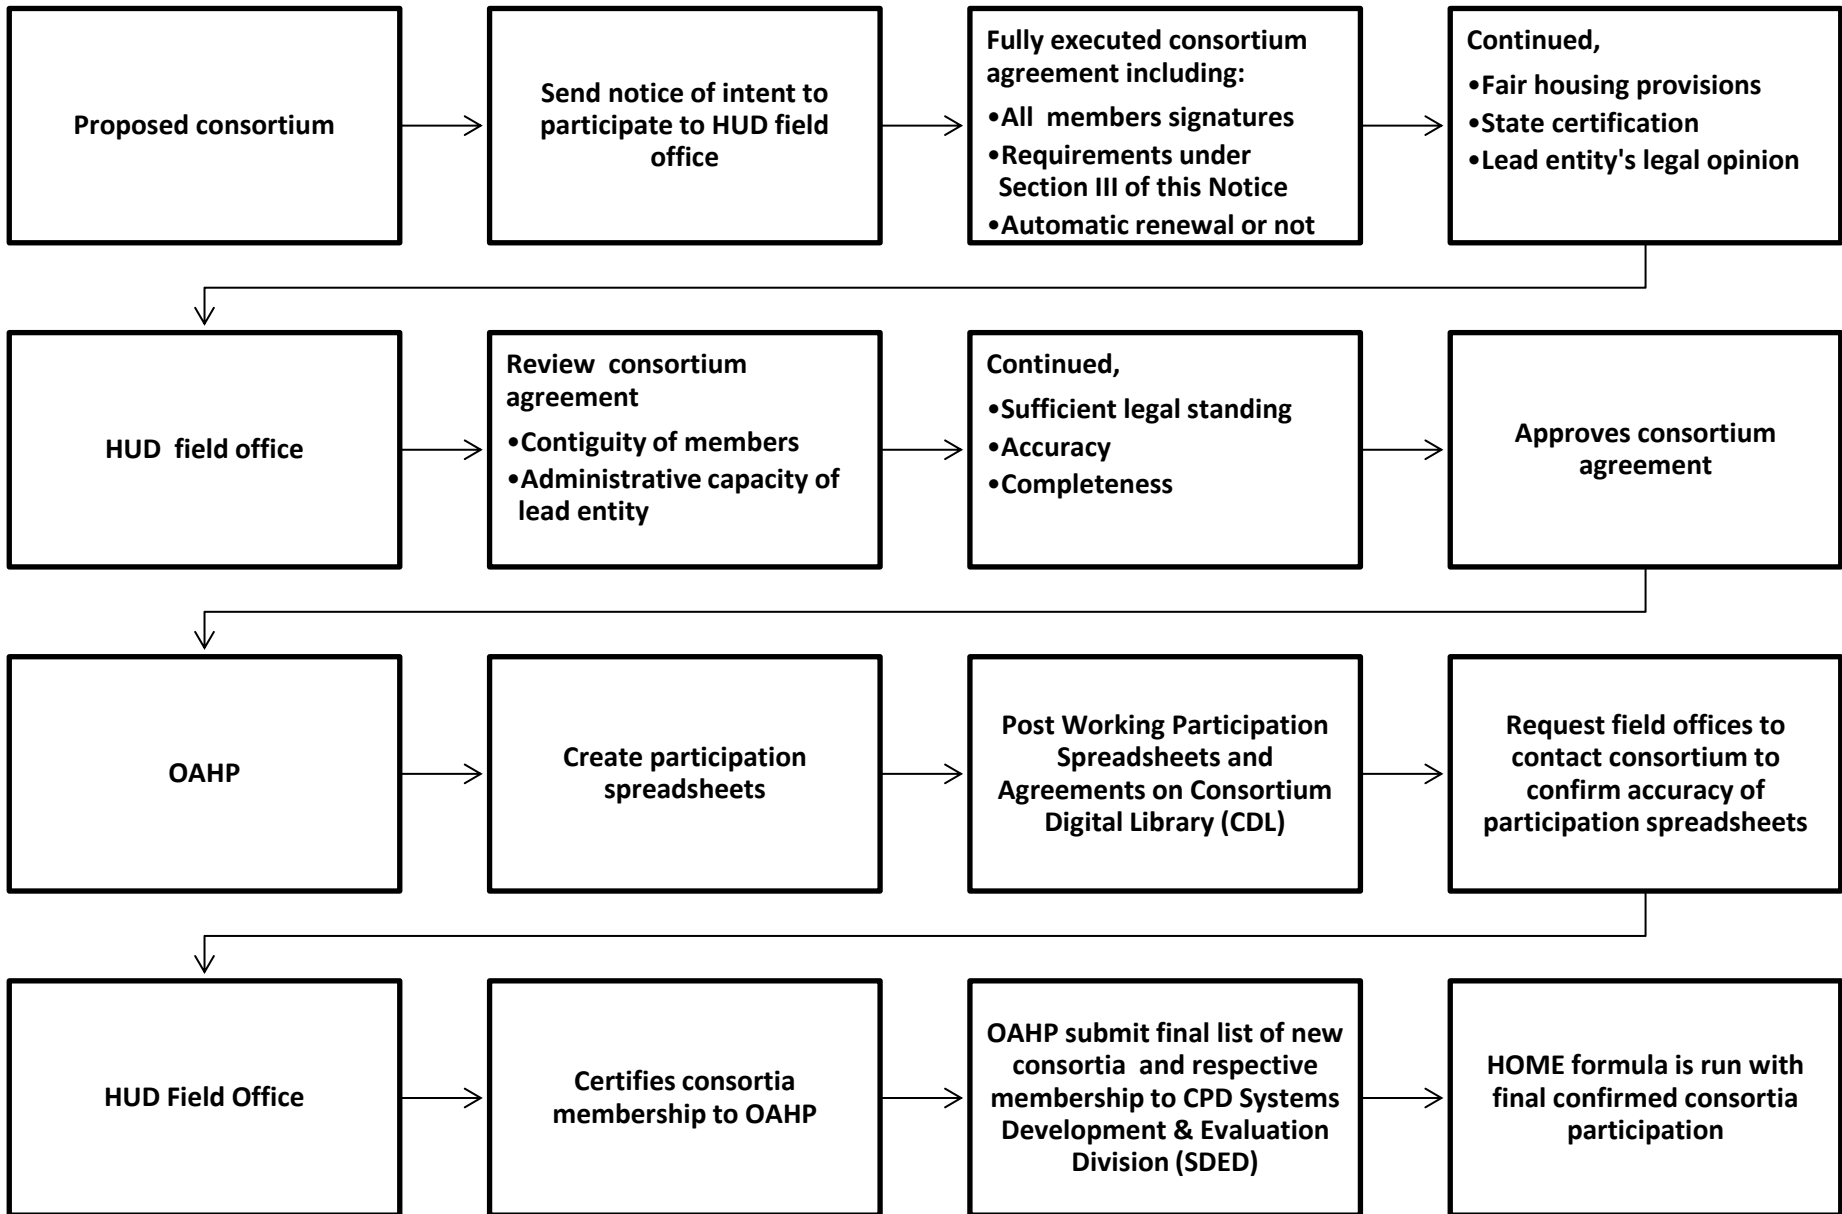 Proposed consortium
Send notice of intent to
participate to HUD field
office
Fully executed consortium
agreement including:
•All  members signatures
•Requirements under
Section III of this Notice
•Automatic renewal or not
Continued,
•Fair housing provisions
•State certification
•Lead entity's legal opinion
HUD  field office
Review  consortium
agreement
•Contiguity of members
•Administrative capacity of
lead entity
Continued,
•Sufficient legal standing
•Accuracy
•Completeness
Approves consortium
agreement
OAHP
Create participation
spreadsheets
Post Working Participation
Spreadsheets and
Agreements on Consortium
Digital Library (CDL)
Request field offices to
contact consortium to
confirm accuracy of
participation spreadsheets
HUD Field Office
Certifies consortia
membership to OAHP
OAHP submit final list of new
consortia  and respective
membership to CPD Systems
Development & Evaluation
Division (SDED)
HOME formula is run with
final confirmed consortia
participation